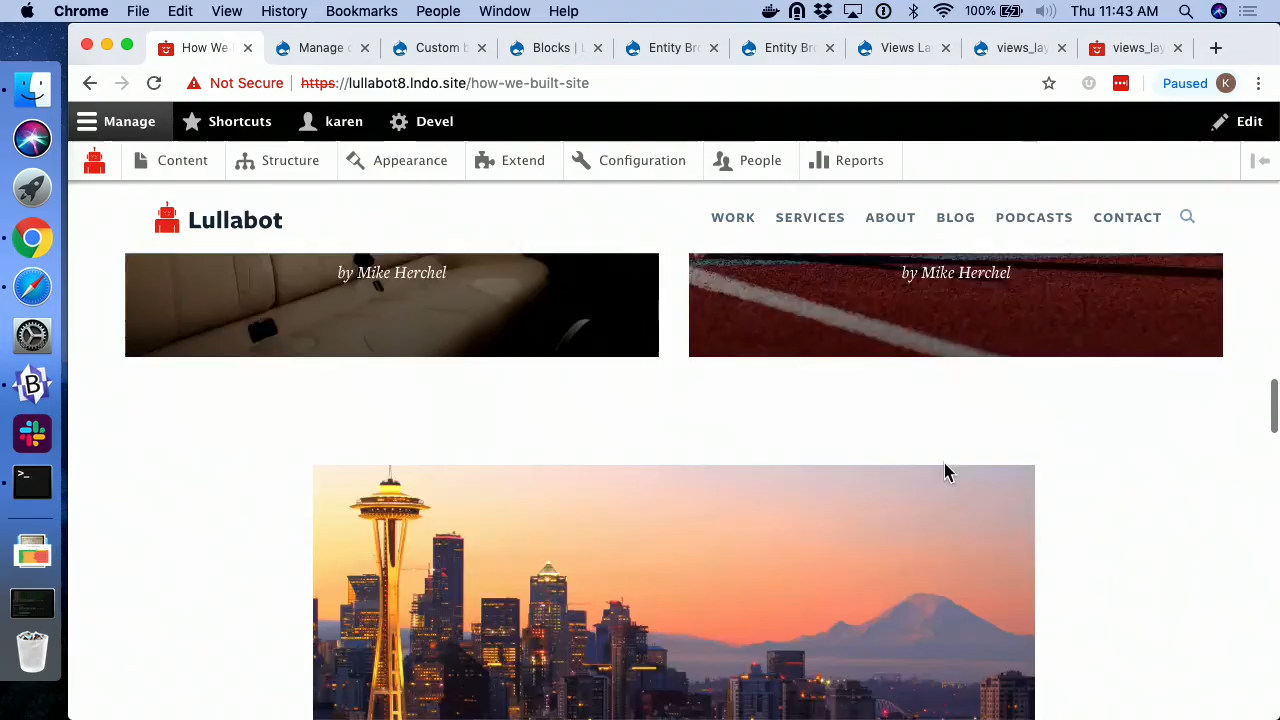 Chrome File Edit View History Bookmarks People Window Help 100% Thu 11:43 AM
How We Manage Custom b Blocks | L Entity Bro Entity Bro Views La views_lay views_lay
Not Secure https://lullabot8.lndo.site/how-we-built-site Paused K
Manage Shortcuts karen Devel Edit
Content Structure Appearance Extend Configuration People Reports
Lullabot WORK SERVICES ABOUT BLOG PODCASTS CONTACT
by Mike Herchel by Mike Herchel